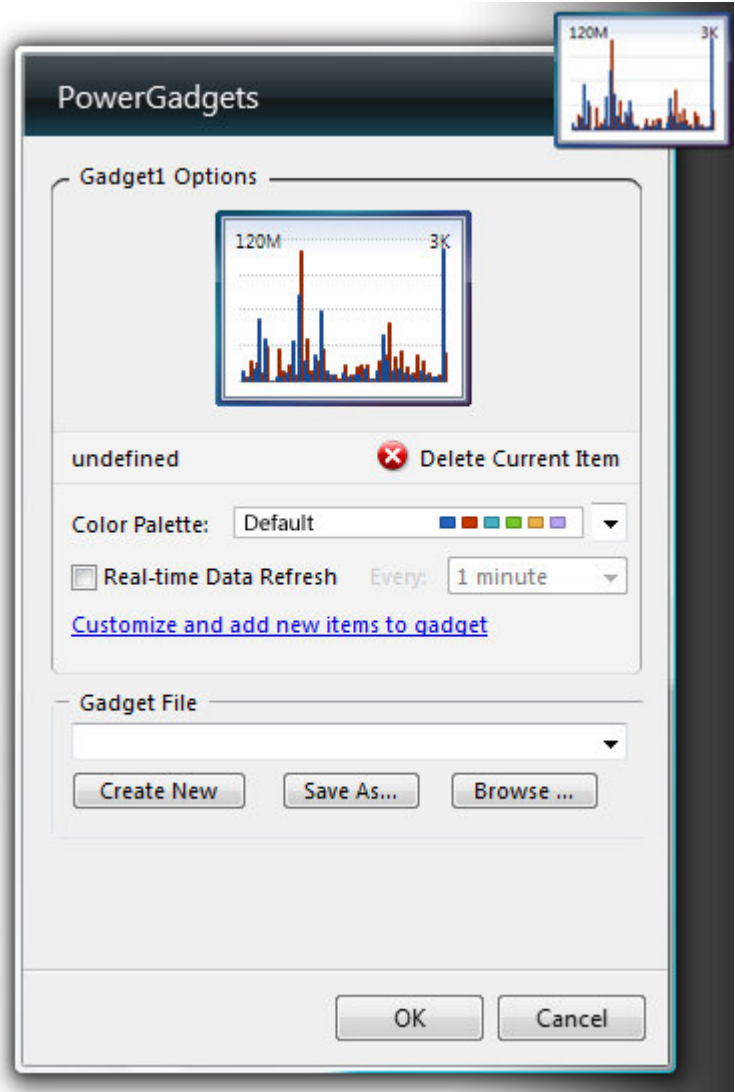 120M 3K
PowerGadgets
Gadget1 Options
120M 3K
undefined Delete Current Item
Color Palette: Default
Real-time Data Refresh Every: 1 minute
Customize and add new items to gadget
Gadget File
Create New Save As... Browse ...
OK Cancel